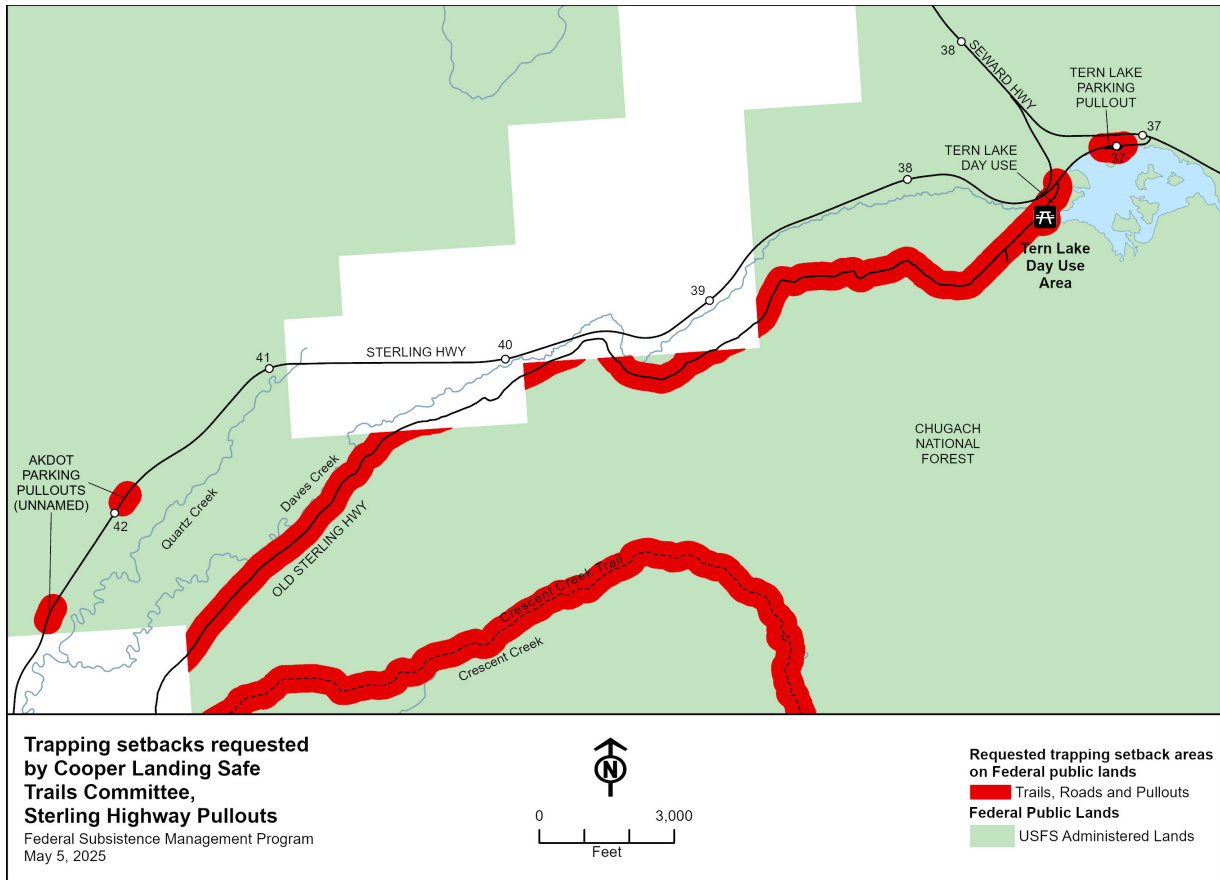 38
SEWARD HWY
TERN LAKE
PARKING
PULLOUT
37
37
TERN LAKE
DAY USE
38
Tern Lake
Day Use
Area
39
40
STERLING HWY
41
CHUGACH
NATIONAL
FOREST
AKDOT
PARKING
PULLOUTS
(UNNAMED)
42
Quartz Creek
Daves Creek
OLD STERLING HWY
Crescent Creek Trail
Crescent Creek
Trapping setbacks requested
by Cooper Landing Safe
Trails Committee,
Sterling Highway Pullouts
Federal Subsistence Management Program
May 5, 2025
N
0 3,000
Feet
Requested trapping setback areas
on Federal public lands
Trails, Roads and Pullouts
Federal Public Lands
USFS Administered Lands